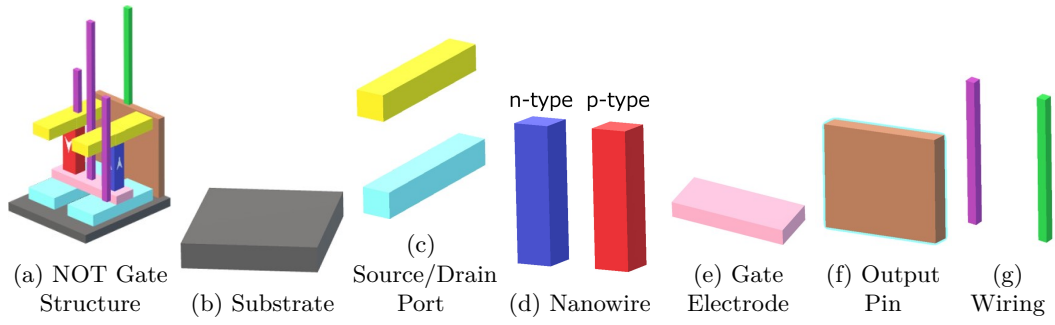 n-type p-type
(a) NOT Gate
Structure
(b) Substrate
(c)
Source/Drain
Port
(d) Nanowire
(e) Gate
Electrode
(f) Output
Pin
(g)
Wiring